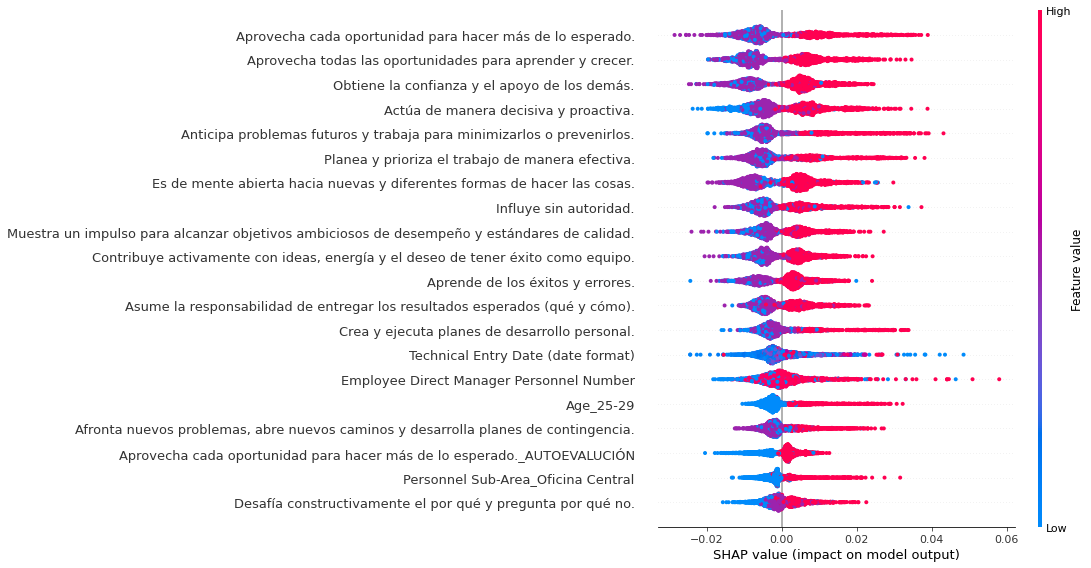 High
Aprovecha cada oportunidad para hacer más de lo esperado.
Aprovecha todas las oportunidades para aprender y crecer.
Obtiene la confianza y el apoyo de los demás.
Actúa de manera decisiva y proactiva.
Anticipa problemas futuros y trabaja para minimizarlos o prevenirlos.
Planea y prioriza el trabajo de manera efectiva.
Es de mente abierta hacia nuevas y diferentes formas de hacer las cosas.
Influye sin autoridad.
Muestra un impulso para alcanzar objetivos ambiciosos de desempeño y estándares de calidad.
Contribuye activamente con ideas, energía y el deseo de tener éxito como equipo.
Aprende de los éxitos y errores.
Asume la responsabilidad de entregar los resultados esperados (qué y cómo).
Crea y ejecuta planes de desarrollo personal.
Technical Entry Date (date format)
Employee Direct Manager Personnel Number
Age_25-29
Afronta nuevos problemas, abre nuevos caminos y desarrolla planes de contingencia.
Aprovecha cada oportunidad para hacer más de lo esperado._AUTOEVALUCIÓN
Personnel Sub-Area_Oficina Central
Desafía constructivamente el por qué y pregunta por qué no.
Feature value
Low
−0.02 0.00 0.02 0.04 0.06
SHAP value (impact on model output)